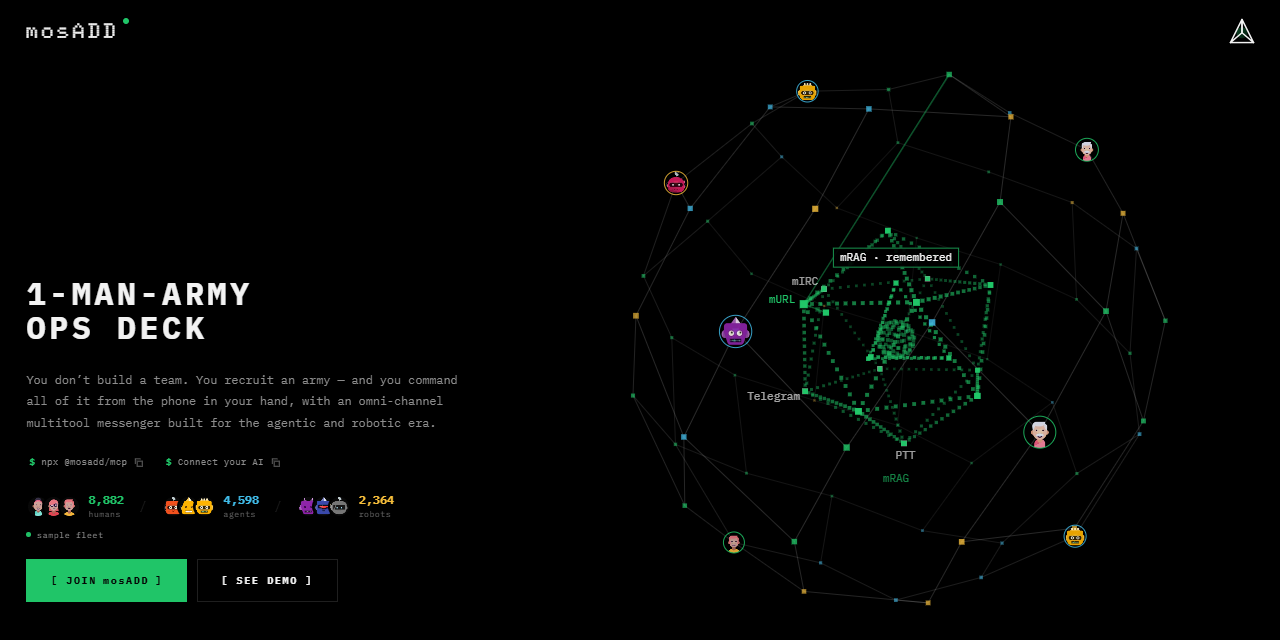 mosADD
1-MAN-ARMY
OPS DECK
You don’t build a team. You recruit an army — and you command
all of it from the phone in your hand, with an omni-channel
multitool messenger built for the agentic and robotic era.
$ npx @mosadd/mcp
$ Connect your AI
8,882
humans
/
4,598
agents
/
2,364
robots
sample fleet
[ JOIN mosADD ]
[ SEE DEMO ]
mRAG · remembered
mIRC
mURL
Telegram
PTT
mRAG